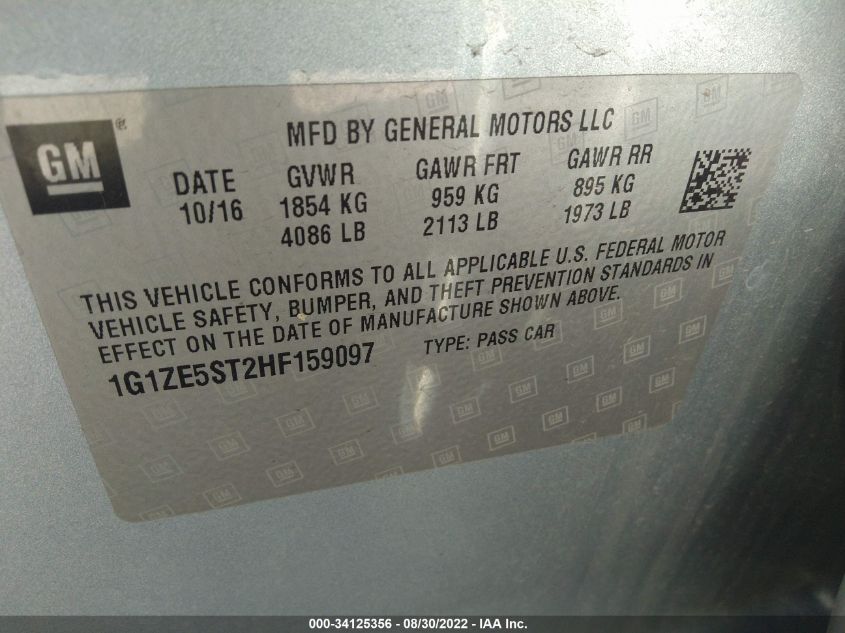 GM®
MFD BY GENERAL MOTORS LLC
DATE GVWR GAWR FRT GAWR RR
10/16 1854 KG 959 KG 895 KG
4086 LB 2113 LB 1973 LB
THIS VEHICLE CONFORMS TO ALL APPLICABLE U.S. FEDERAL MOTOR
VEHICLE SAFETY, BUMPER, AND THEFT PREVENTION STANDARDS IN
EFFECT ON THE DATE OF MANUFACTURE SHOWN ABOVE.
1G1ZE5ST2HF159097 TYPE: PASS CAR
000-34125356 - 08/30/2022 - IAA Inc.